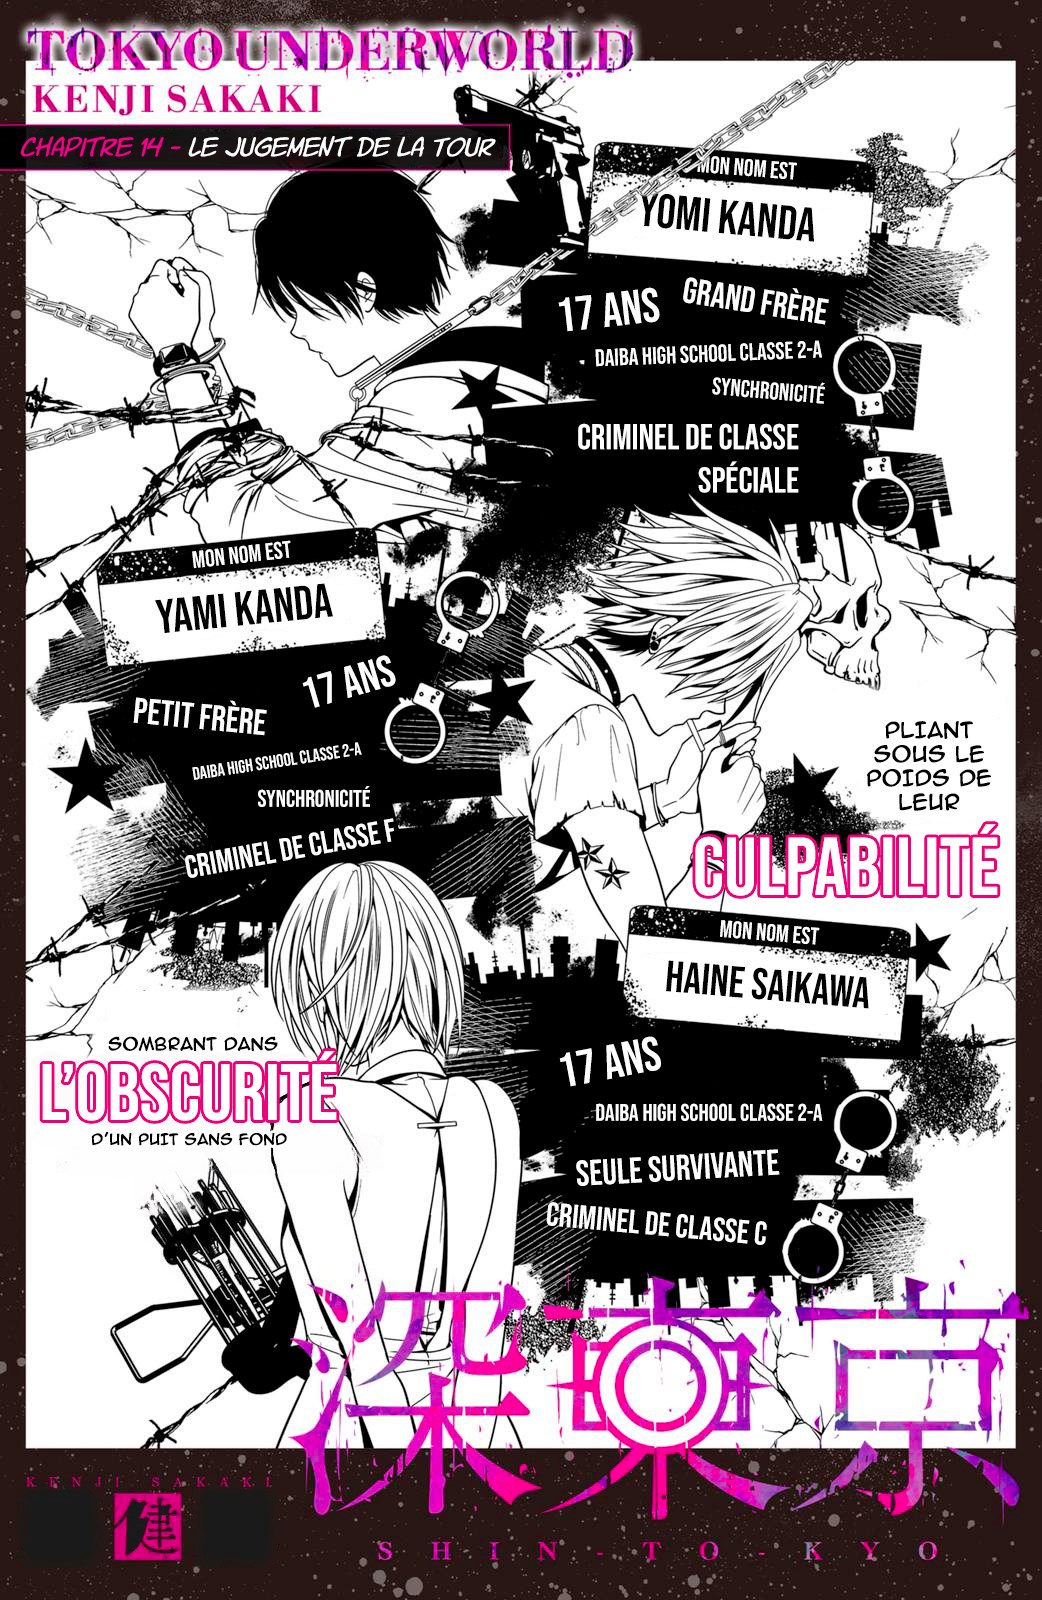 TOKYO UNDERWORLD
KENJI SAKAKI
CHAPITRE 14 - LE JUGEMENT DE LA TOUR
MON NOM EST
YOMI KANDA
17 ANS
GRAND FRÈRE
DAIBA HIGH SCHOOL CLASSE 2-A
SYNCHRONICITÉ
CRIMINEL DE CLASSE
SPÉCIALE
MON NOM EST
YAMI KANDA
17 ANS
PETIT FRÈRE
DAIBA HIGH SCHOOL CLASSE 2-A
SYNCHRONICITÉ
CRIMINEL DE CLASSE F
PLIANT
SOUS LE
POIDS DE
LEUR
CULPABILITÉ
MON NOM EST
HAINE SAIKAWA
17 ANS
DAIBA HIGH SCHOOL CLASSE 2-A
SEULE SURVIVANTE
CRIMINEL DE CLASSE C
SOMBRANT DANS
L'OBSCURITÉ
D'UN PUIT SANS FOND
深東京
KENJI SAKAKI
健
SHIN-TO-KYO